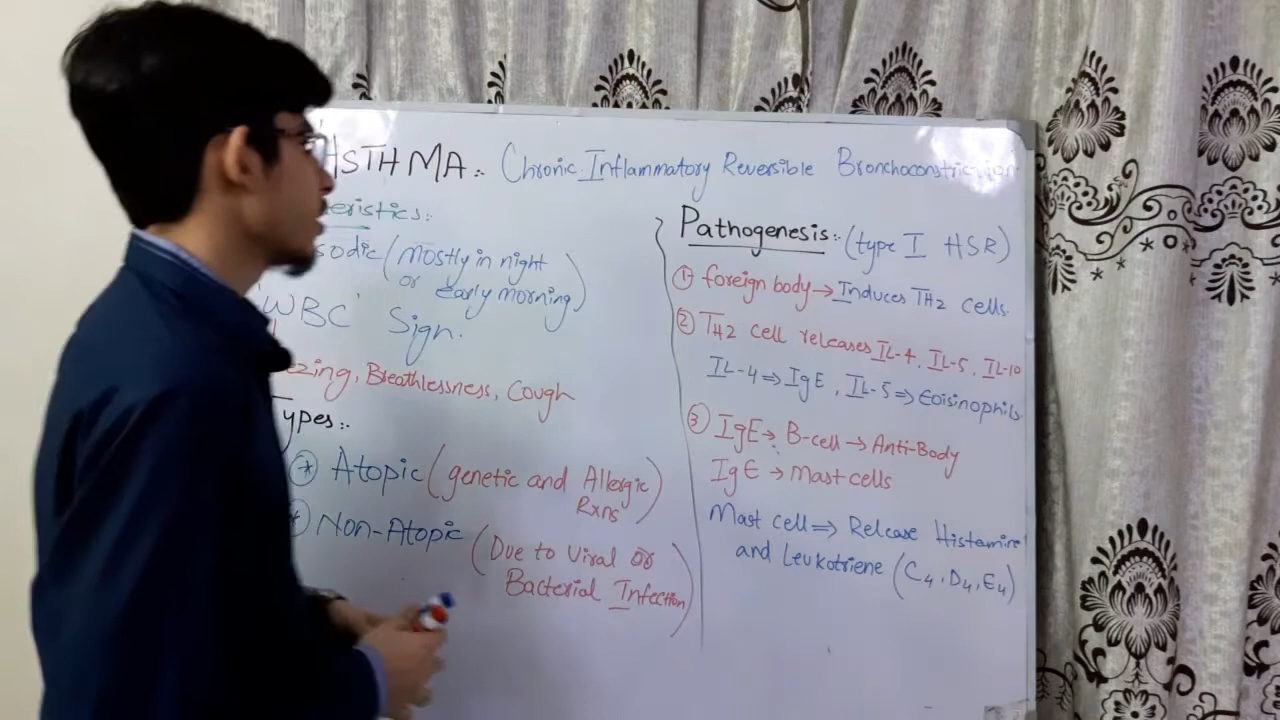 ASTHMA:- Chronic Inflammatory Reversible Bronchoconstriction
eristics:-
sodic (Mostly in night
or early morning)
'WBC' Sign.
ezing, Breathlessness, Cough
Types:-
Atopic (genetic and Allergic
Rxns)
Non-Atopic (Due to Viral or
Bacterial Infection)
Pathogenesis:- (type I HSR)
① foreign body → Induces TH2 cells.
② TH2 cell releases IL-4, IL-5, IL-10
IL-4 ⇒ IgE, IL-5 ⇒ Eoisinophils
③ IgE → B-cell → Anti-Body
IgE → Mast cells
Mast cell ⇒ Release Histamine
and Leukotriene (C4, D4, E4)